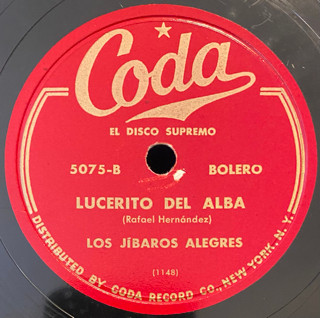 Coda
EL DISCO SUPREMO
5075-B BOLERO
LUCERITO DEL ALBA
(Rafael Hernández)
LOS JÍBAROS ALEGRES
(1148)
DISTRIBUTED BY CODA RECORD CO., NEW YORK, N. Y.